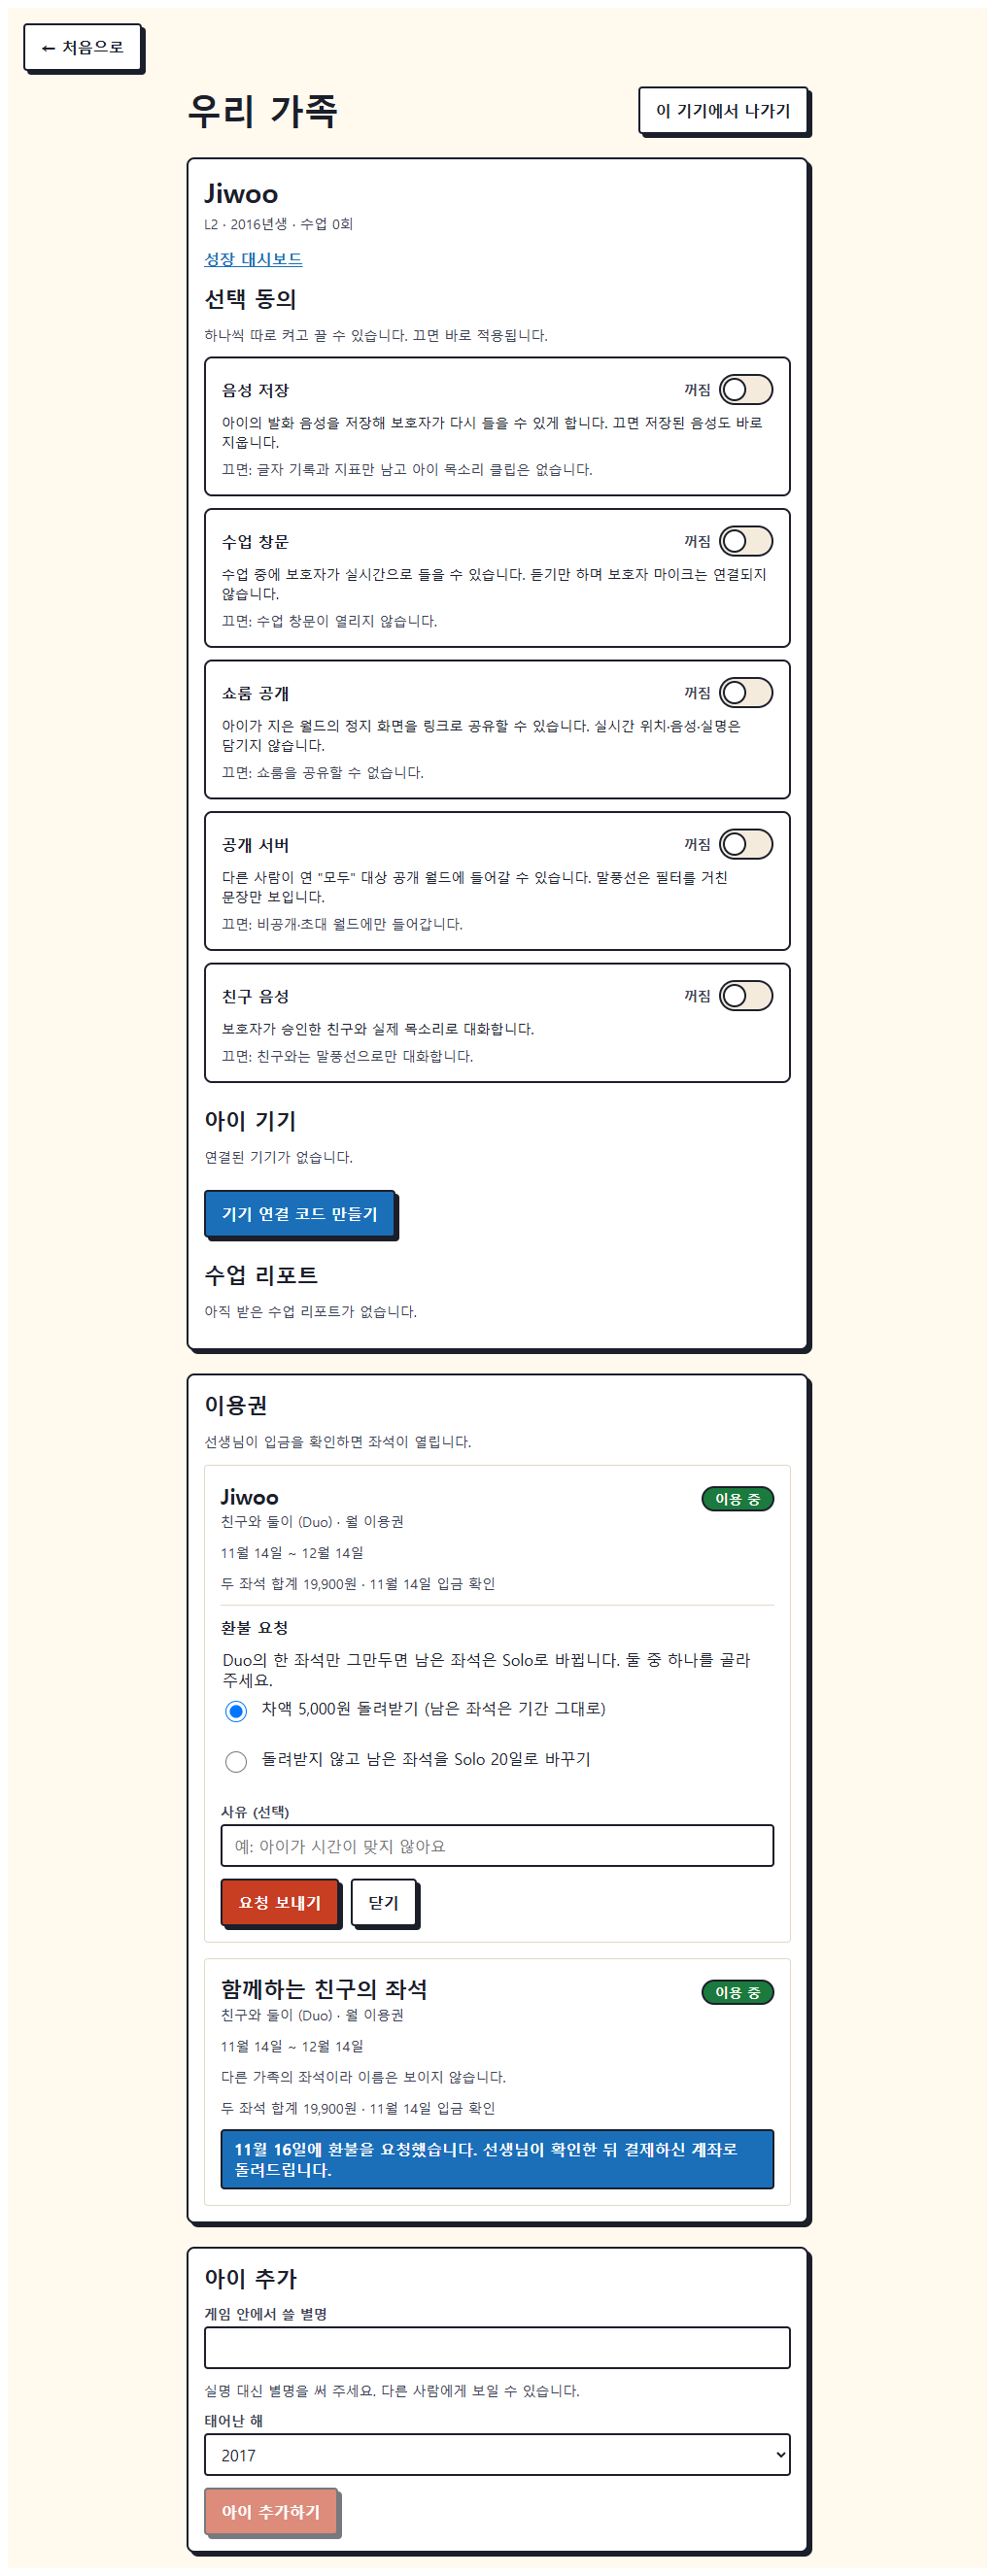 ← 처음으로
우리 가족
이 기기에서 나가기
Jiwoo
L2 · 2016년생 · 수업 0회
성장 대시보드
선택 동의
하나씩 따로 켜고 끌 수 있습니다. 끄면 바로 적용됩니다.
음성 저장
꺼짐
아이의 발화 음성을 저장해 보호자가 다시 들을 수 있게 합니다. 끄면 저장된 음성도 바로
지웁니다.
끄면: 글자 기록과 지표만 남고 아이 목소리 클립은 없습니다.
수업 창문
꺼짐
수업 중에 보호자가 실시간으로 들을 수 있습니다. 듣기만 하며 보호자 마이크는 연결되지
않습니다.
끄면: 수업 창문이 열리지 않습니다.
쇼룸 공개
꺼짐
아이가 지은 월드의 정지 화면을 링크로 공유할 수 있습니다. 실시간 위치·음성·실명은
담기지 않습니다.
끄면: 쇼룸을 공유할 수 없습니다.
공개 서버
꺼짐
다른 사람이 연 "모두" 대상 공개 월드에 들어갈 수 있습니다. 말풍선은 필터를 거친
문장만 보입니다.
끄면: 비공개·초대 월드에만 들어갑니다.
친구 음성
꺼짐
보호자가 승인한 친구와 실제 목소리로 대화합니다.
끄면: 친구와는 말풍선으로만 대화합니다.
아이 기기
연결된 기기가 없습니다.
기기 연결 코드 만들기
수업 리포트
아직 받은 수업 리포트가 없습니다.
이용권
선생님이 입금을 확인하면 좌석이 열립니다.
Jiwoo
이용 중
친구와 둘이 (Duo) · 월 이용권
11월 14일 ~ 12월 14일
두 좌석 합계 19,900원 · 11월 14일 입금 확인
환불 요청
Duo의 한 좌석만 그만두면 남은 좌석은 Solo로 바뀝니다. 둘 중 하나를 골라
주세요.
차액 5,000원 돌려받기 (남은 좌석은 기간 그대로)
돌려받지 않고 남은 좌석을 Solo 20일로 바꾸기
사유 (선택)
예: 아이가 시간이 맞지 않아요
요청 보내기
닫기
함께하는 친구의 좌석
이용 중
친구와 둘이 (Duo) · 월 이용권
11월 14일 ~ 12월 14일
다른 가족의 좌석이라 이름은 보이지 않습니다.
두 좌석 합계 19,900원 · 11월 14일 입금 확인
11월 16일에 환불을 요청했습니다. 선생님이 확인한 뒤 결제하신 계좌로
돌려드립니다.
아이 추가
게임 안에서 쓸 별명
실명 대신 별명을 써 주세요. 다른 사람에게 보일 수 있습니다.
태어난 해
2017
아이 추가하기